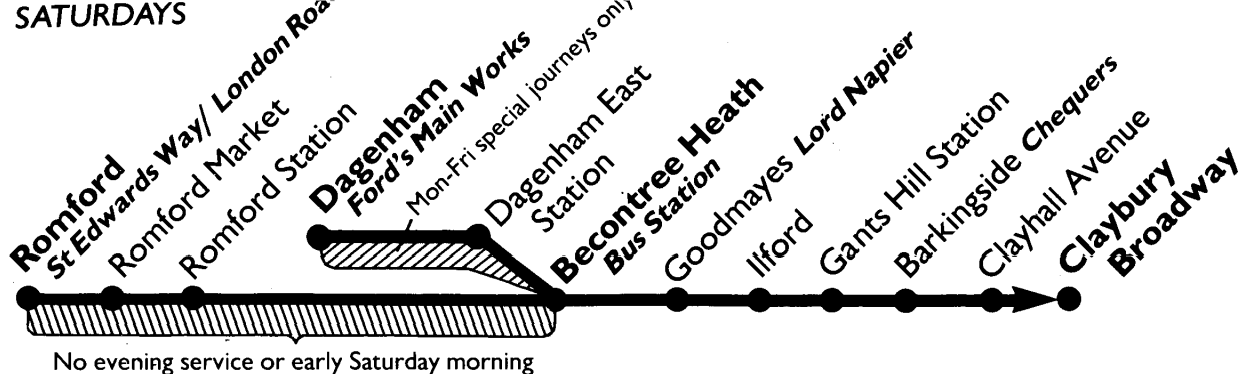 SATURDAYS
Romford
St Edwards Way/ London Road
Romford Market
Romford Station
Dagenham
Ford's Main Works
Mon-Fri special journeys only
Dagenham East
Station
Becontree Heath
Bus Station
Goodmayes Lord Napier
Ilford
Gants Hill Station
Barkingside Chequers
Clayhall Avenue
Claybury
Broadway
No evening service or early Saturday morning